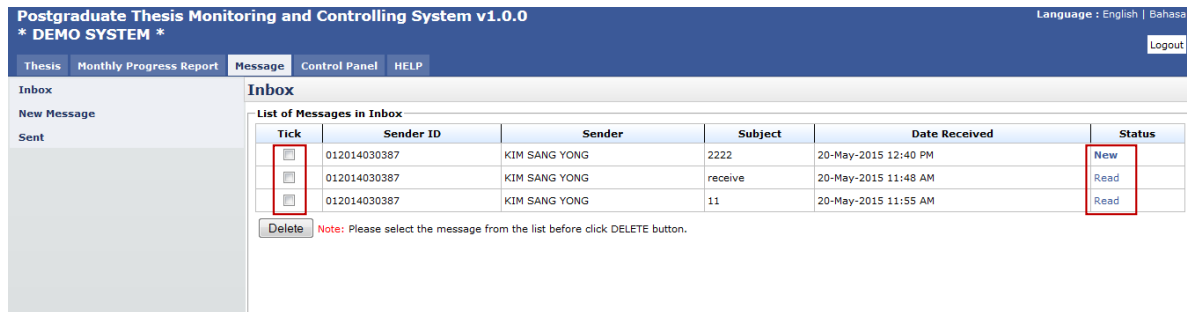 Postgraduate Thesis Monitoring and Controlling System v1.0.0
* DEMO SYSTEM *
Language : English | Bahasa
Logout
Thesis Monthly Progress Report Message Control Panel HELP
Inbox
New Message
Sent
Inbox
List of Messages in Inbox
Tick Sender ID Sender Subject Date Received Status
012014030387 KIM SANG YONG 2222 20-May-2015 12:40 PM New
012014030387 KIM SANG YONG receive 20-May-2015 11:48 AM Read
012014030387 KIM SANG YONG 11 20-May-2015 11:55 AM Read
Delete Note: Please select the message from the list before click DELETE button.